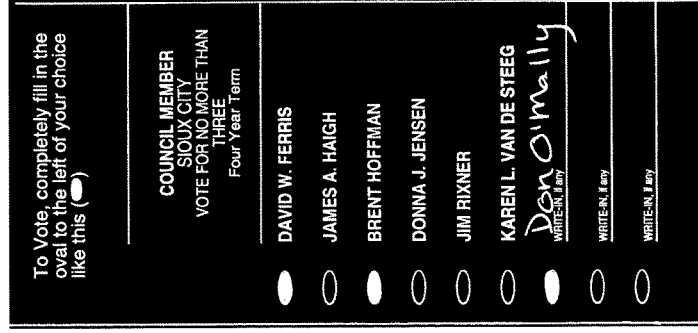 To Vote, completely fill in the
oval to the left of your choice
like this ( )
COUNCIL MEMBER
SIOUX CITY
VOTE FOR NO MORE THAN
THREE
Four Year Term
DAVID W. FERRIS
JAMES A. HAIGH
BRENT HOFFMAN
DONNA J. JENSEN
JIM RIXNER
KAREN L. VAN DE STEEG
Don O'Mally
WRITE-IN, if any
WRITE-IN, if any
WRITE-IN, if any